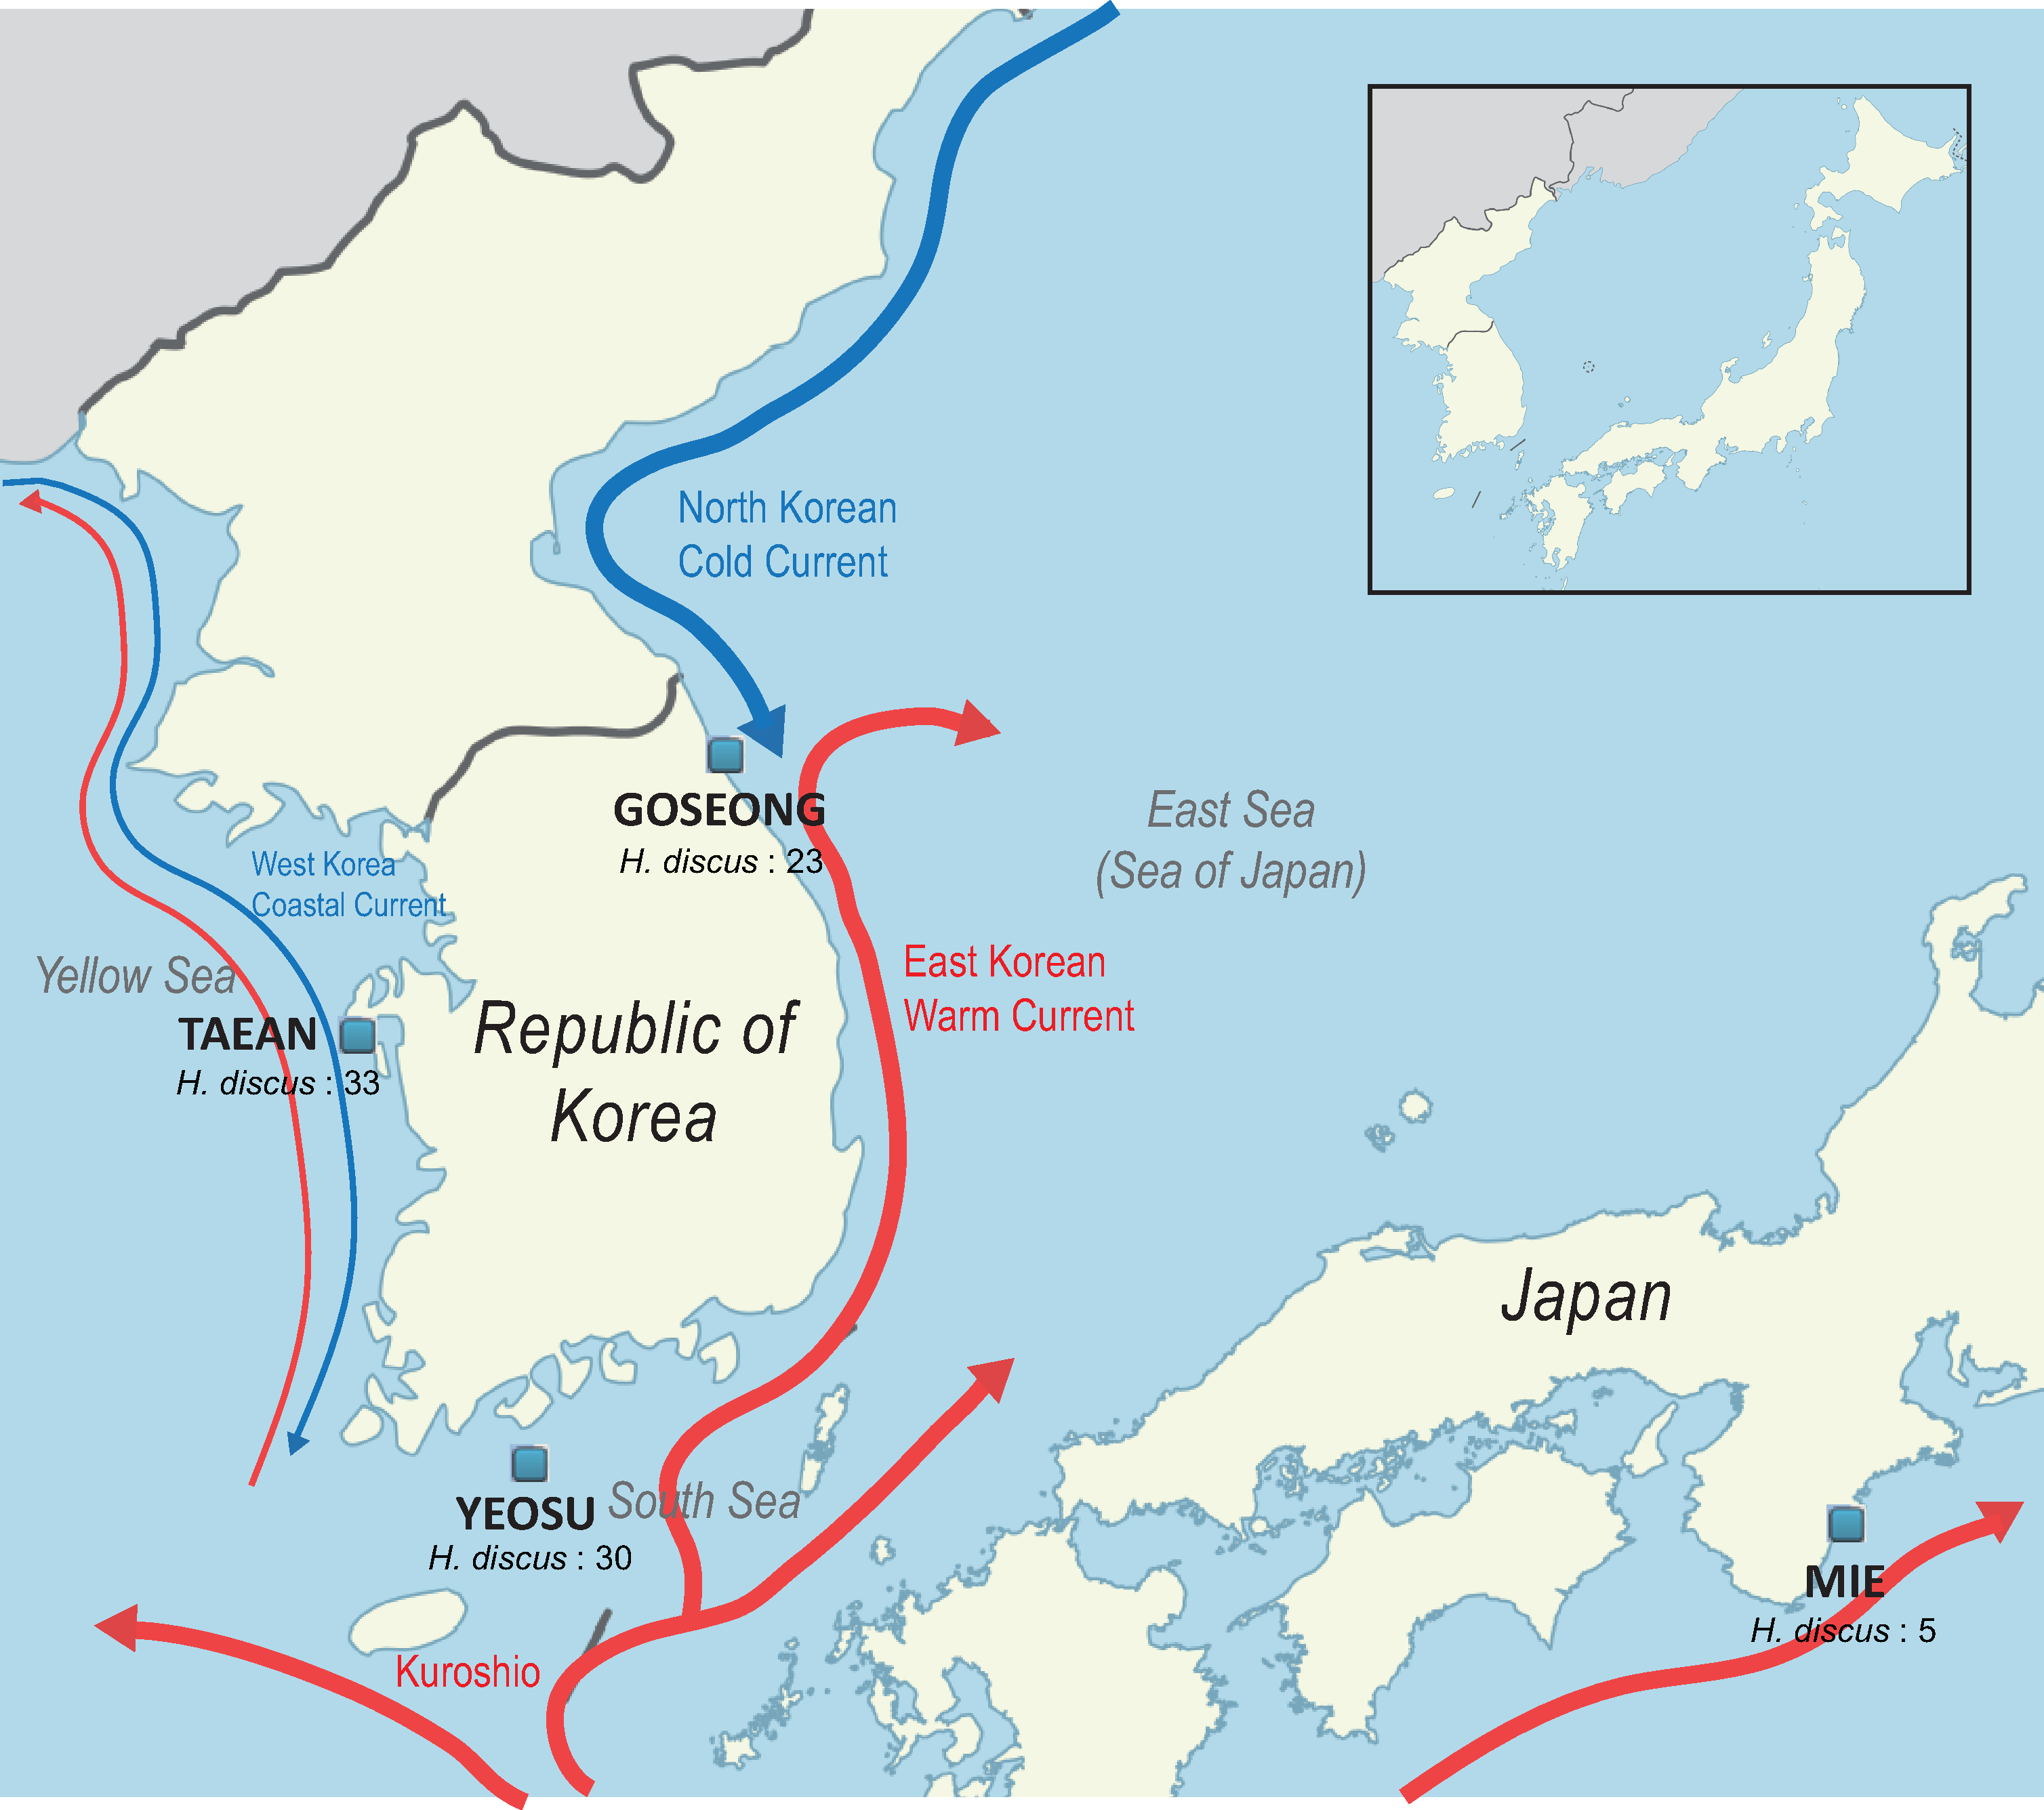 North Korean
Cold Current
GOSEONG
H. discus : 23
East Sea
(Sea of Japan)
West Korea
Coastal Current
Yellow Sea
East Korean
Warm Current
TAEAN
H. discus : 33
Republic of
Korea
Japan
YEOSU
South Sea
H. discus : 30
MIE
H. discus : 5
Kuroshio